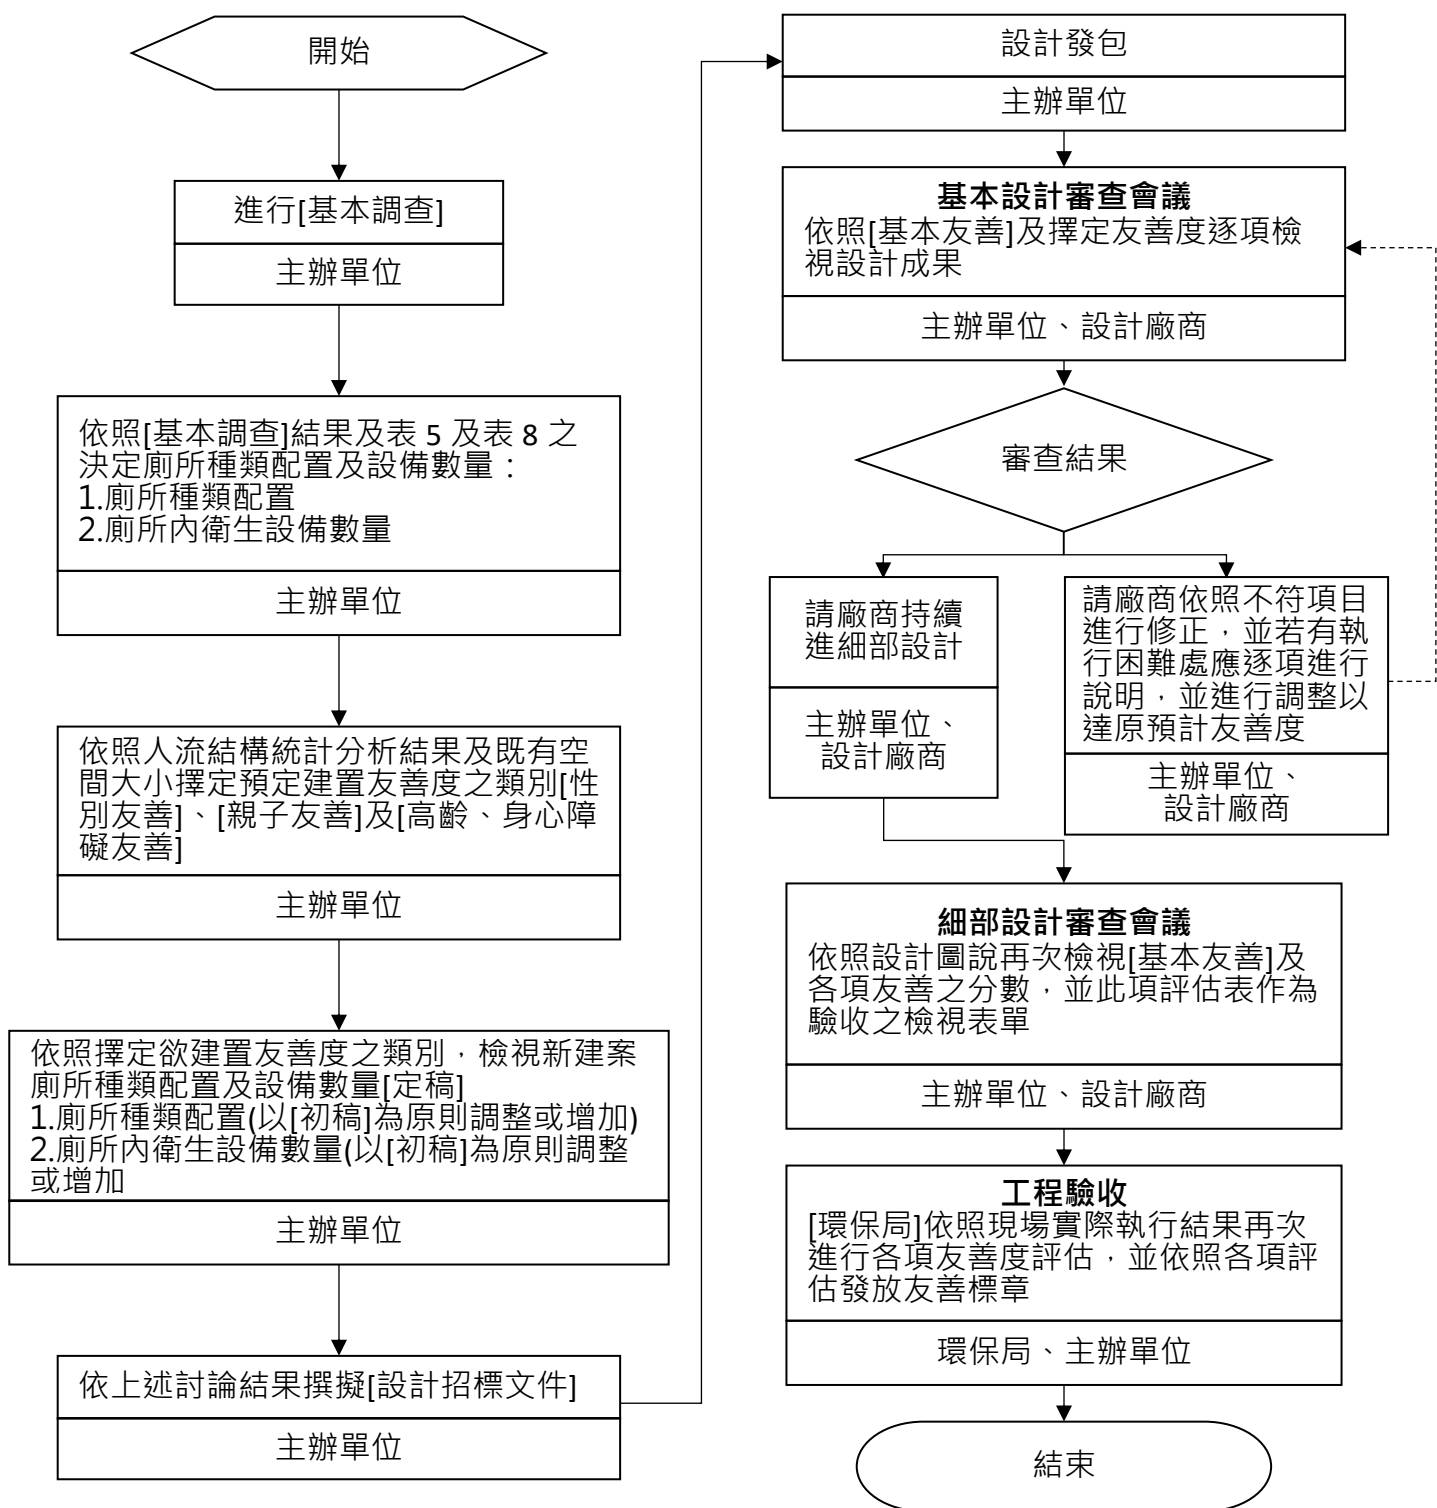 開始
進行[基本調查]
主辦單位
依照[基本調查]結果及表 5 及表 8 之
決定廁所種類配置及設備數量：
1.廁所種類配置
2.廁所內衛生設備數量
主辦單位
依照人流結構統計分析結果及既有空
間大小擇定預定建置友善度之類別[性
別友善]、[親子友善]及[高齡、身心障
礙友善]
主辦單位
依照擇定欲建置友善度之類別，檢視新建案
廁所種類配置及設備數量[定稿]
1.廁所種類配置(以[初稿]為原則調整或增加)
2.廁所內衛生設備數量(以[初稿]為原則調整
或增加
主辦單位
依上述討論結果撰擬[設計招標文件]
主辦單位
設計發包
主辦單位
基本設計審查會議
依照[基本友善]及擇定友善度逐項檢
視設計成果
主辦單位、設計廠商
審查結果
請廠商持續
進細部設計
主辦單位、
設計廠商
請廠商依照不符項目
進行修正，並若有執
行困難處應逐項進行
說明，並進行調整以
達原預計友善度
主辦單位、
設計廠商
細部設計審查會議
依照設計圖說再次檢視[基本友善]及
各項友善之分數，並此項評估表作為
驗收之檢視表單
主辦單位、設計廠商
工程驗收
[環保局]依照現場實際執行結果再次
進行各項友善度評估，並依照各項評
估發放友善標章
環保局、主辦單位
結束